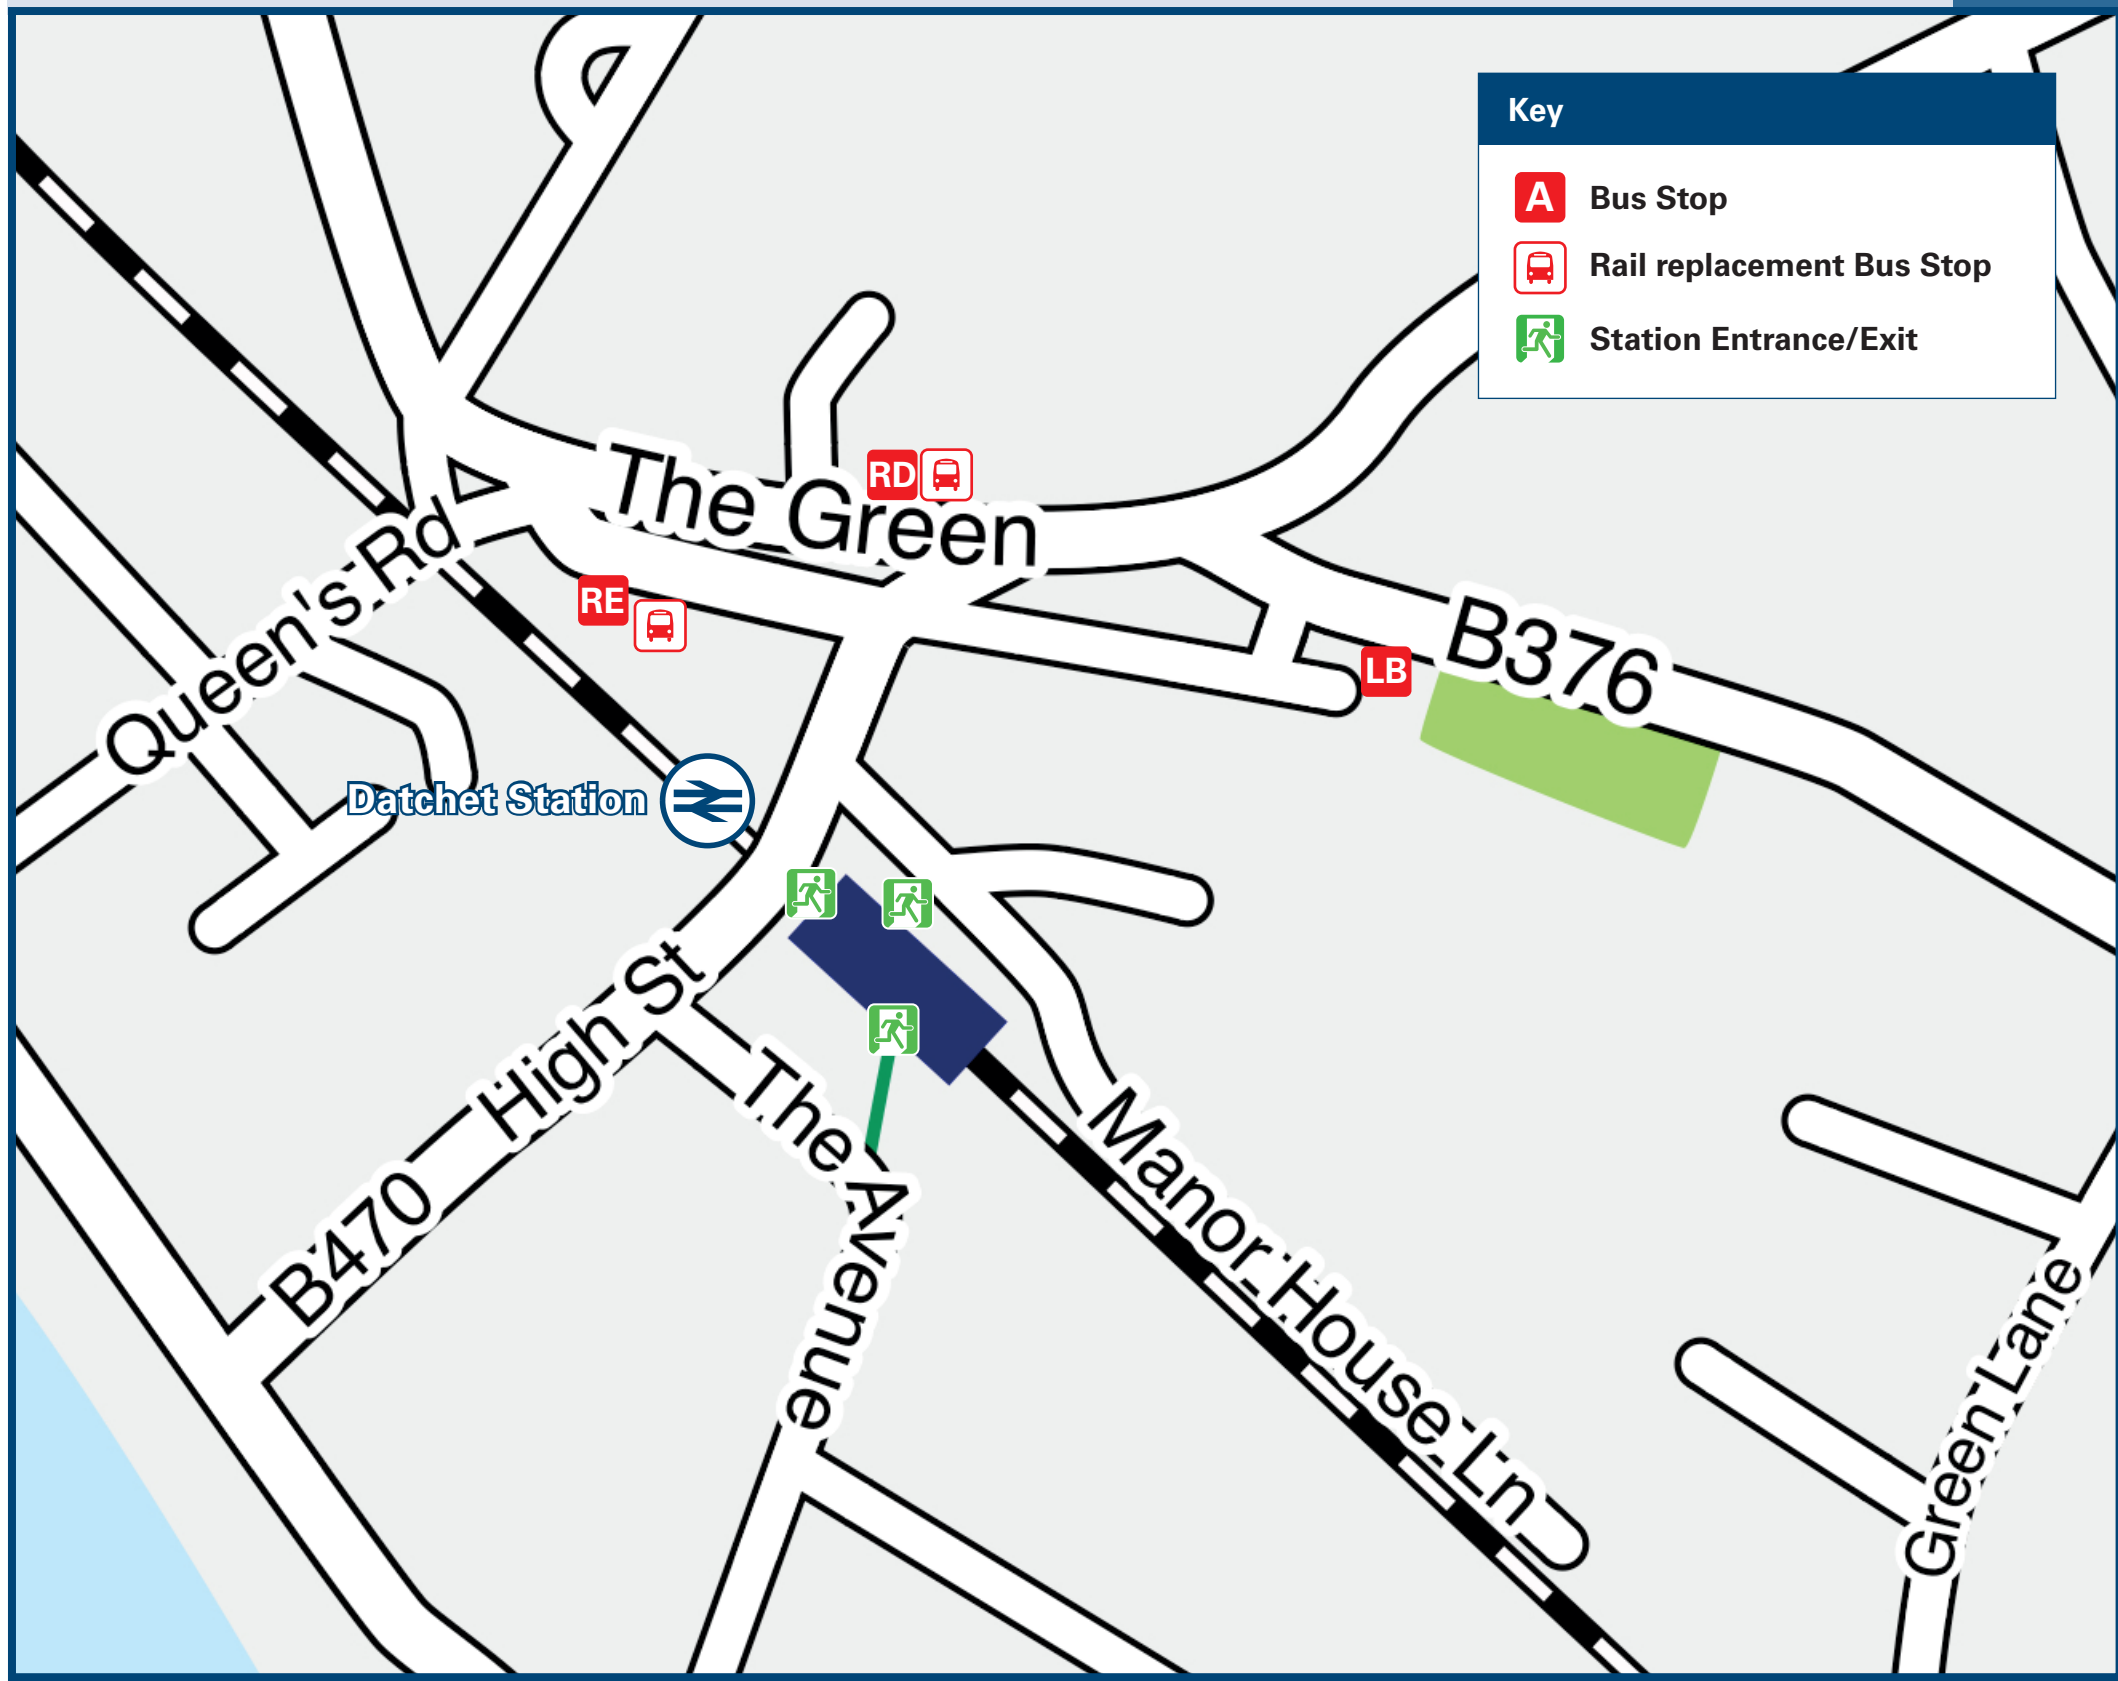 Key
A Bus Stop
Rail replacement Bus Stop
Station Entrance/Exit
The Green
RD
Queen's Rd
RE
B376
LB
Datchet Station
High St
B470
The Avenue
Manor House Ln
Green Lane